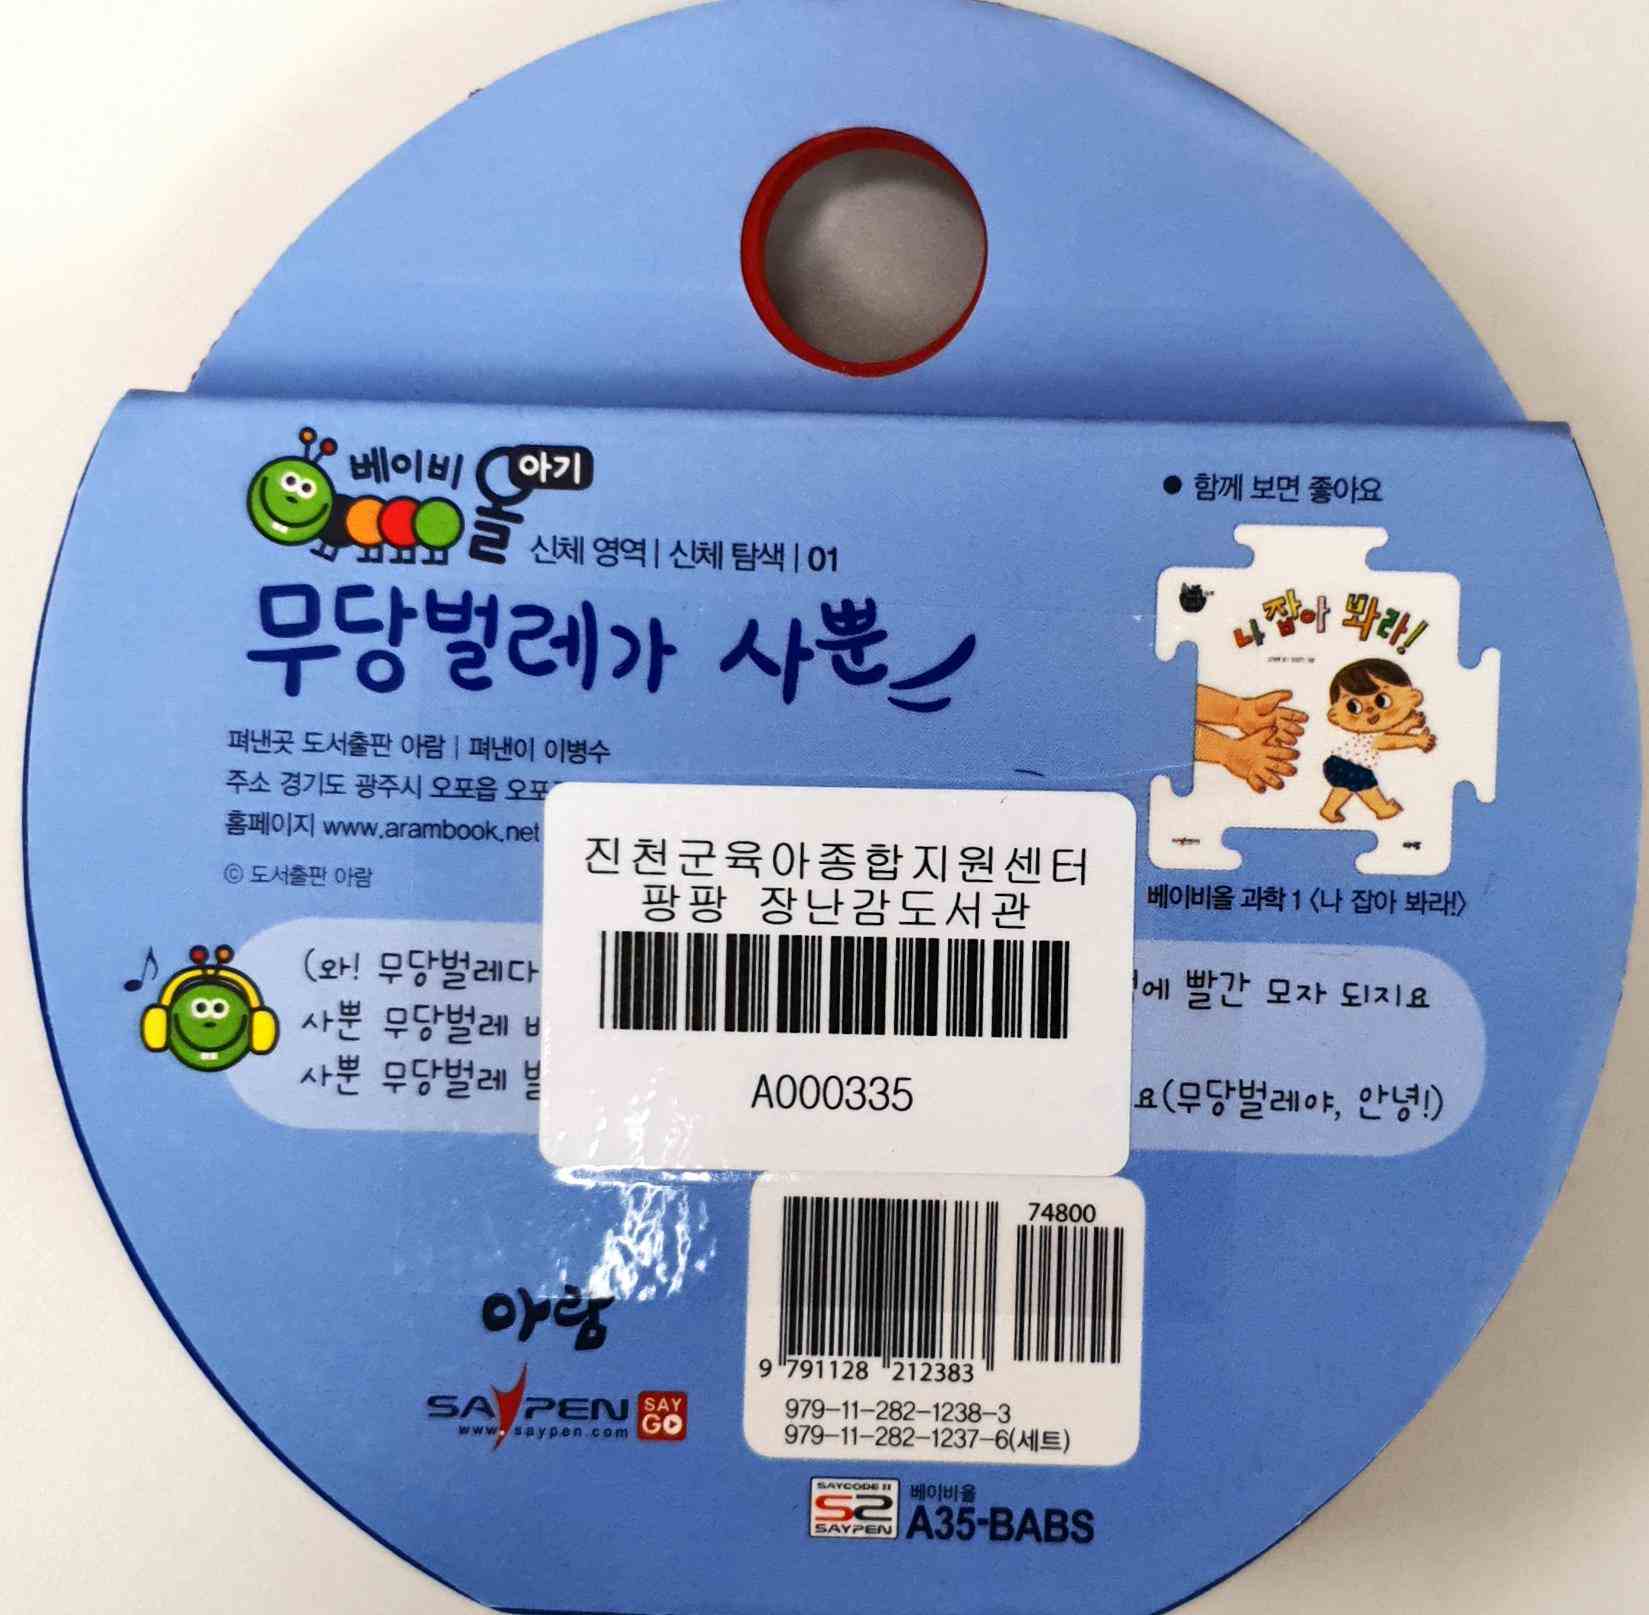 베이비 올 아기
신체 영역 | 신체 탐색 | 01
무당벌레가 사뿐
펴낸곳 도서출판 아람 | 펴낸이 이병수
주소 경기도 광주시 오포읍
홈페이지 www.arambook.net
ⓒ 도서출판 아람
● 함께 보면 좋아요
나 잡아 봐라!
베이비올 과학 1 〈나 잡아 봐라!〉
진천군육아종합지원센터
팡팡 장난감도서관
A000335
(와! 무당벌레다
사뿐 무당벌레
사뿐 무당벌레
빨간 모자 되지요
요(무당벌레야, 안녕!)
아람
SAYPEN
www.saypen.com
SAY
GO
74800
9 791128 212383
979-11-282-1238-3
979-11-282-1237-6(세트)
SAYCODE II
S2
SAYPEN
베이비올
A35-BABS